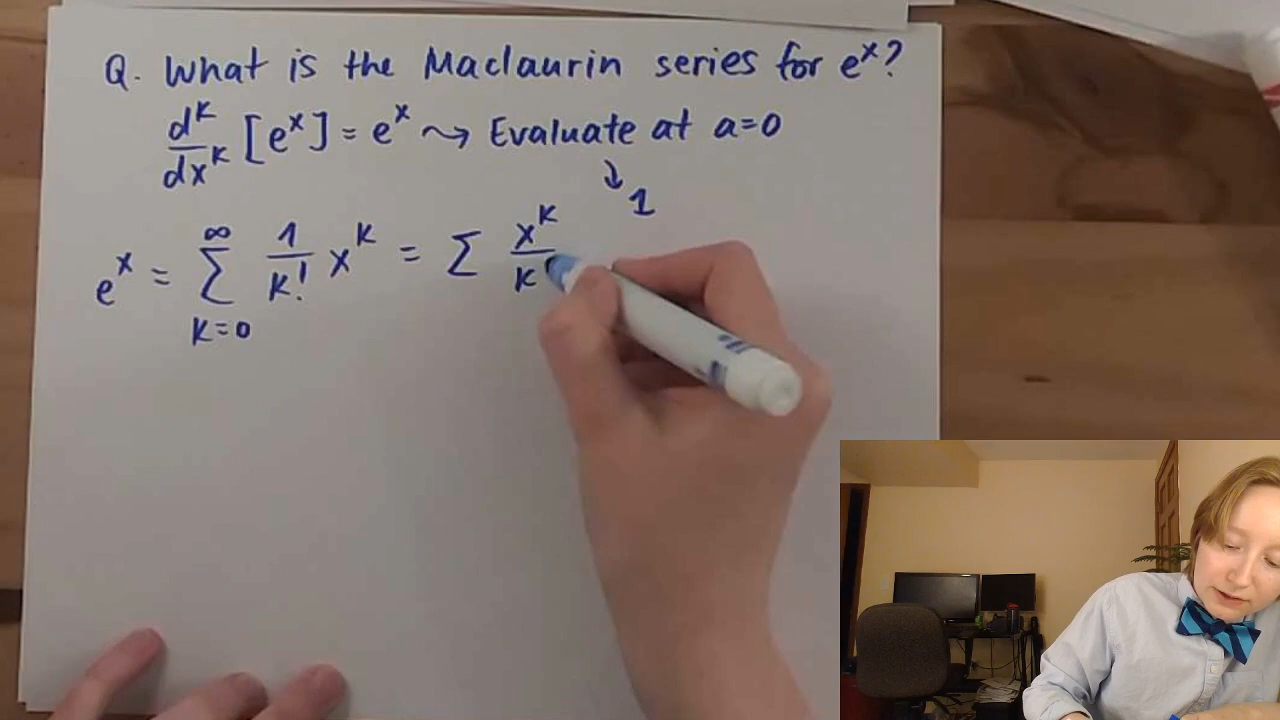 Q. What is the Maclaurin series for e^x?
d^k/dx^k [e^x] = e^x ⤳ Evaluate at a=0
↘ 1
e^x = ∑_{k=0}^{∞} 1/k! x^k = ∑ x^k/k